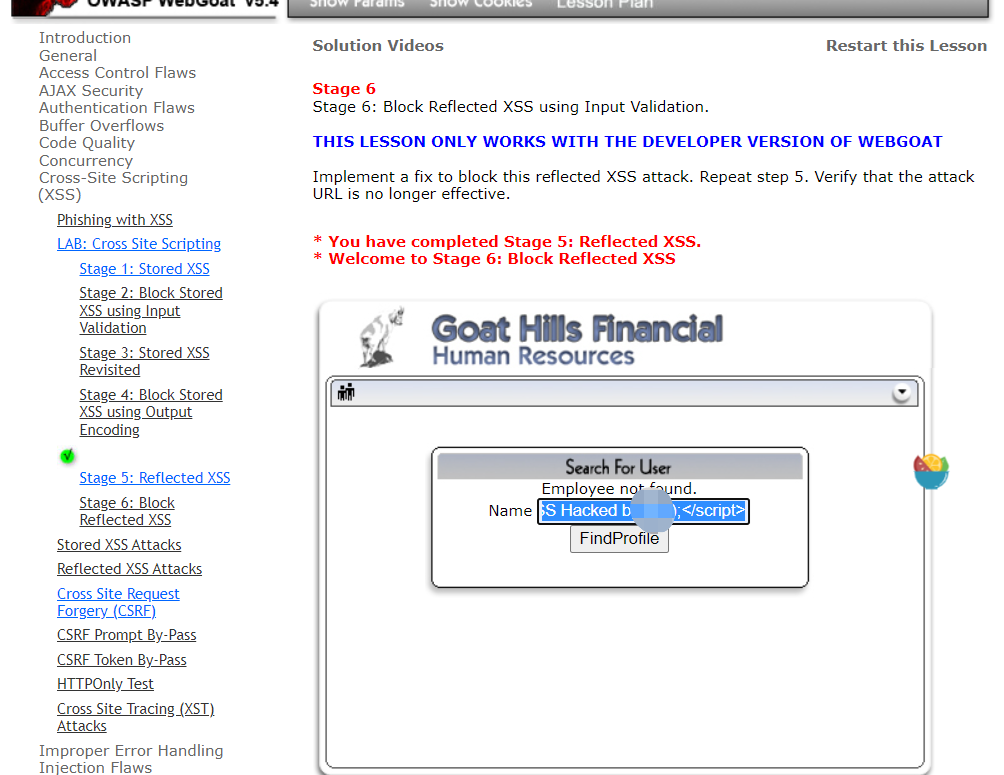 OWASP WebGoat V5.4
Show Params Show Cookies Lesson Plan
Introduction
General
Access Control Flaws
AJAX Security
Authentication Flaws
Buffer Overflows
Code Quality
Concurrency
Cross-Site Scripting
(XSS)
Phishing with XSS
LAB: Cross Site Scripting
Stage 1: Stored XSS
Stage 2: Block Stored
XSS using Input
Validation
Stage 3: Stored XSS
Revisited
Stage 4: Block Stored
XSS using Output
Encoding
Stage 5: Reflected XSS
Stage 6: Block
Reflected XSS
Stored XSS Attacks
Reflected XSS Attacks
Cross Site Request
Forgery (CSRF)
CSRF Prompt By-Pass
CSRF Token By-Pass
HTTPOnly Test
Cross Site Tracing (XST)
Attacks
Improper Error Handling
Injection Flaws
Solution Videos
Restart this Lesson
Stage 6
Stage 6: Block Reflected XSS using Input Validation.
THIS LESSON ONLY WORKS WITH THE DEVELOPER VERSION OF WEBGOAT
Implement a fix to block this reflected XSS attack. Repeat step 5. Verify that the attack
URL is no longer effective.
* You have completed Stage 5: Reflected XSS.
* Welcome to Stage 6: Block Reflected XSS
Goat Hills Financial
Human Resources
Search For User
Employee not found.
Name SS Hacked );</script>
FindProfile